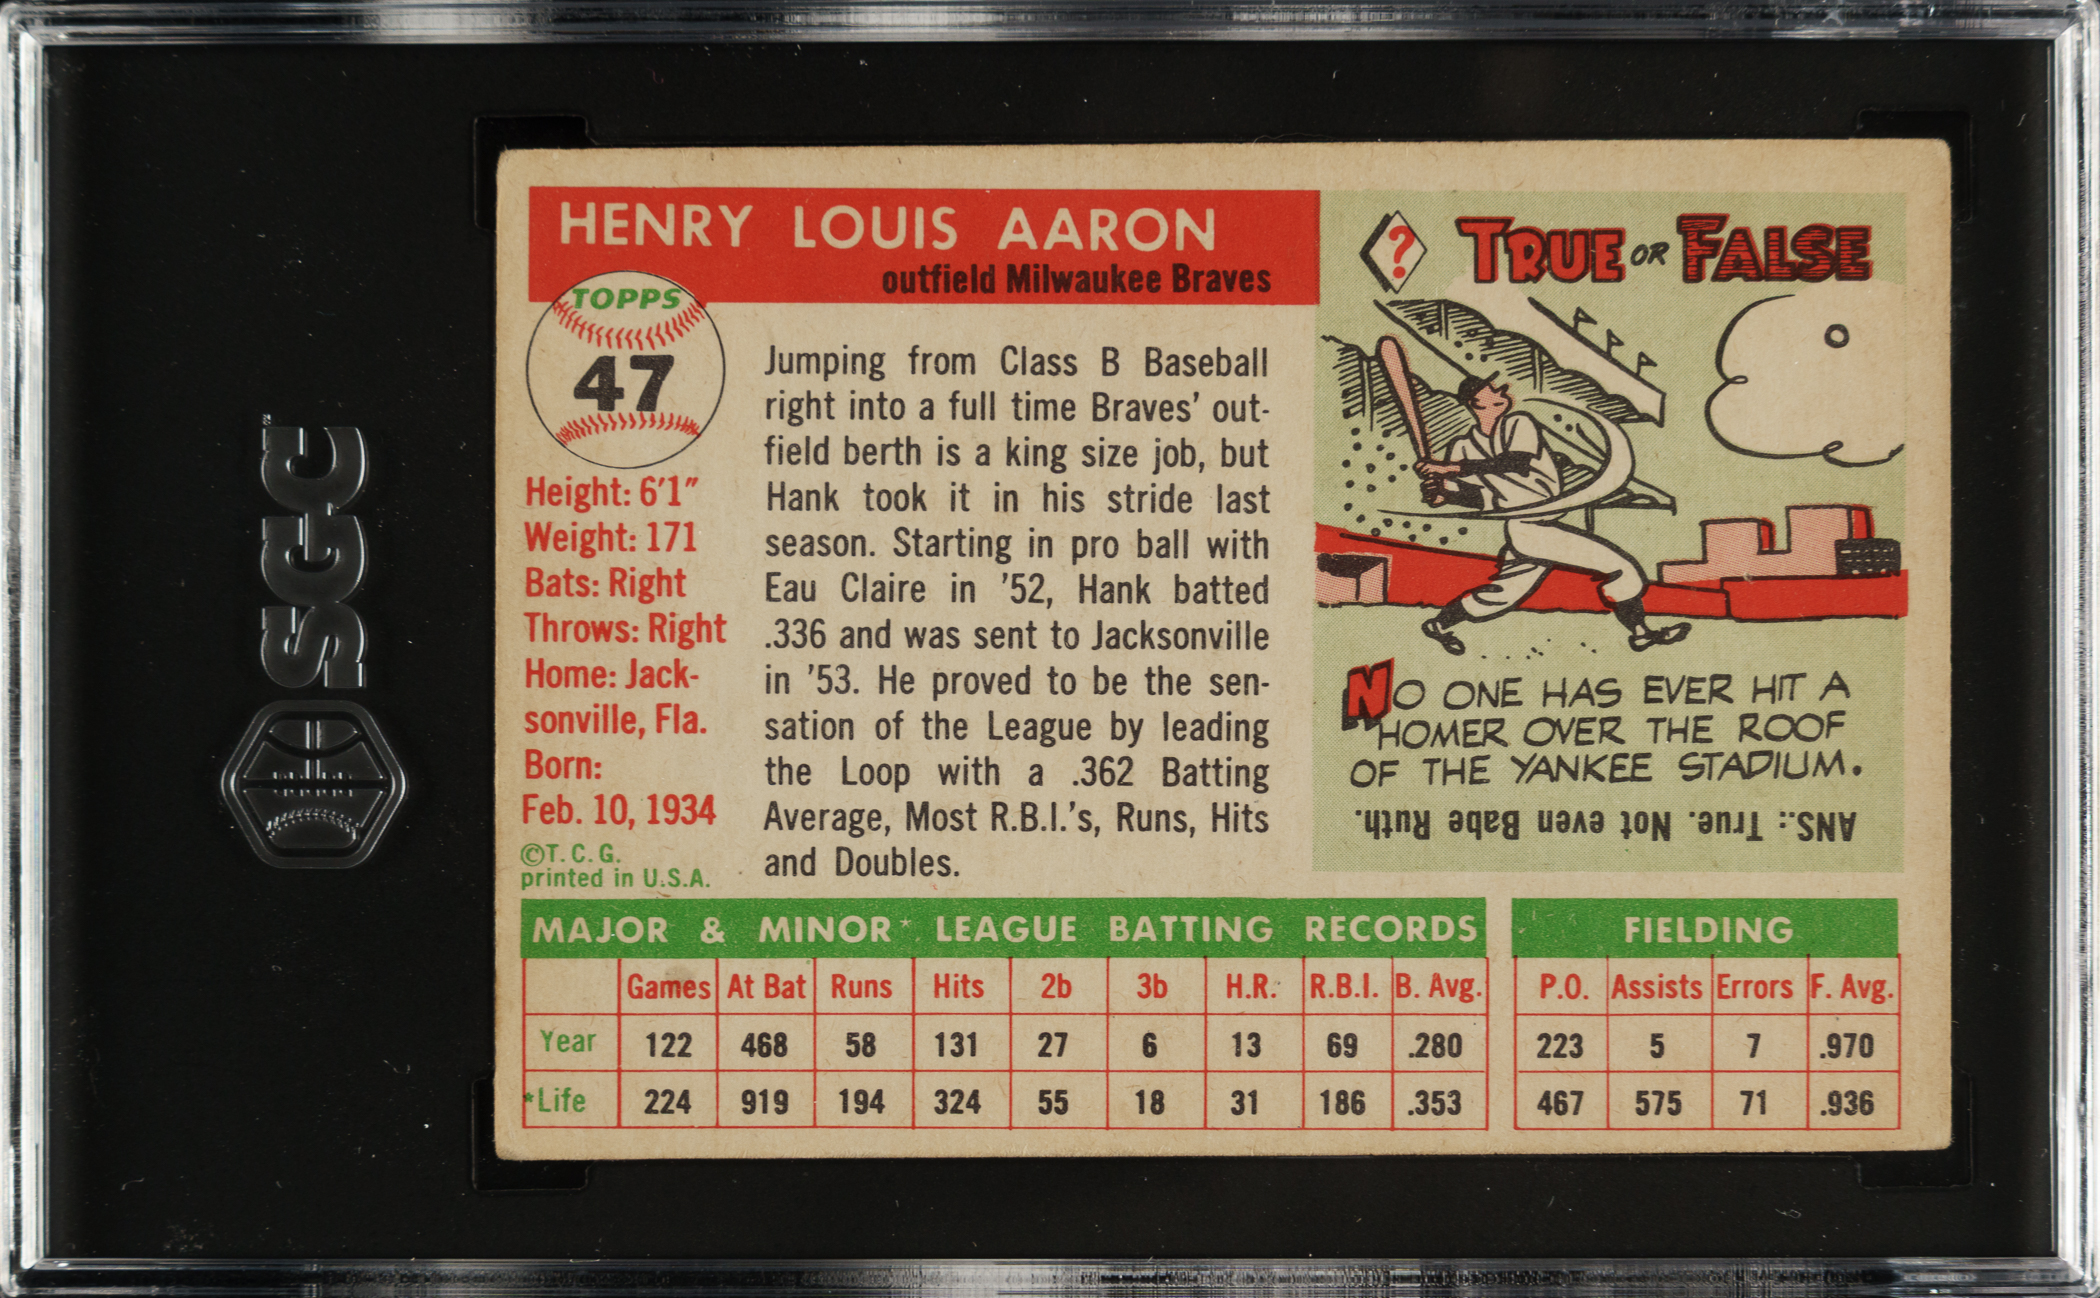 HENRY LOUIS AARON
outfield Milwaukee Braves
TOPPS
47
Height: 6'1"
Weight: 171
Bats: Right
Throws: Right
Home: Jack-
sonville, Fla.
Born:
Feb. 10, 1934
©T. C. G.
printed in U.S.A.
Jumping from Class B Baseball
right into a full time Braves' out-
field berth is a king size job, but
Hank took it in his stride last
season. Starting in pro ball with
Eau Claire in '52, Hank batted
.336 and was sent to Jacksonville
in '53. He proved to be the sen-
sation of the League by leading
the Loop with a .362 Batting
Average, Most R.B.I.'s, Runs, Hits
and Doubles.
? TRUE OR FALSE
NO ONE HAS EVER HIT A
HOMER OVER THE ROOF
OF THE YANKEE STADIUM.
ANS.: True. Not even Babe Ruth.
MAJOR & MINOR* LEAGUE BATTING RECORDS
Games At Bat Runs Hits 2b 3b H.R. R.B.I. B. Avg.
Year 122 468 58 131 27 6 13 69 .280
*Life 224 919 194 324 55 18 31 186 .353
FIELDING
P.O. Assists Errors F. Avg.
223 5 7 .970
467 575 71 .936
SGC